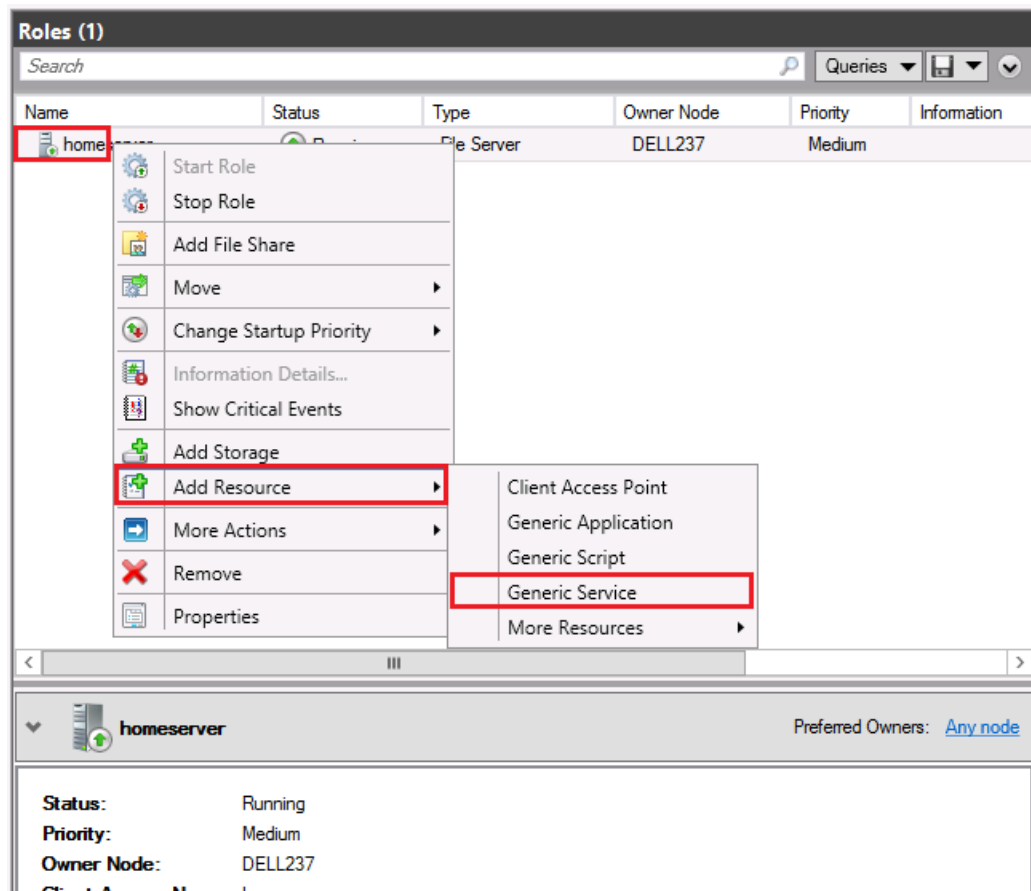 Roles (1)
Search Queries
Name Status Type Owner Node Priority Information
File Server DELL237 Medium
Start Role
Stop Role
Add File Share
Move
Change Startup Priority
Information Details...
Show Critical Events
Add Storage
Add Resource
Client Access Point
Generic Application
Generic Script
Generic Service
More Resources
More Actions
Remove
Properties
homeserver Preferred Owners: Any node
Status: Running
Priority: Medium
Owner Node: DELL237